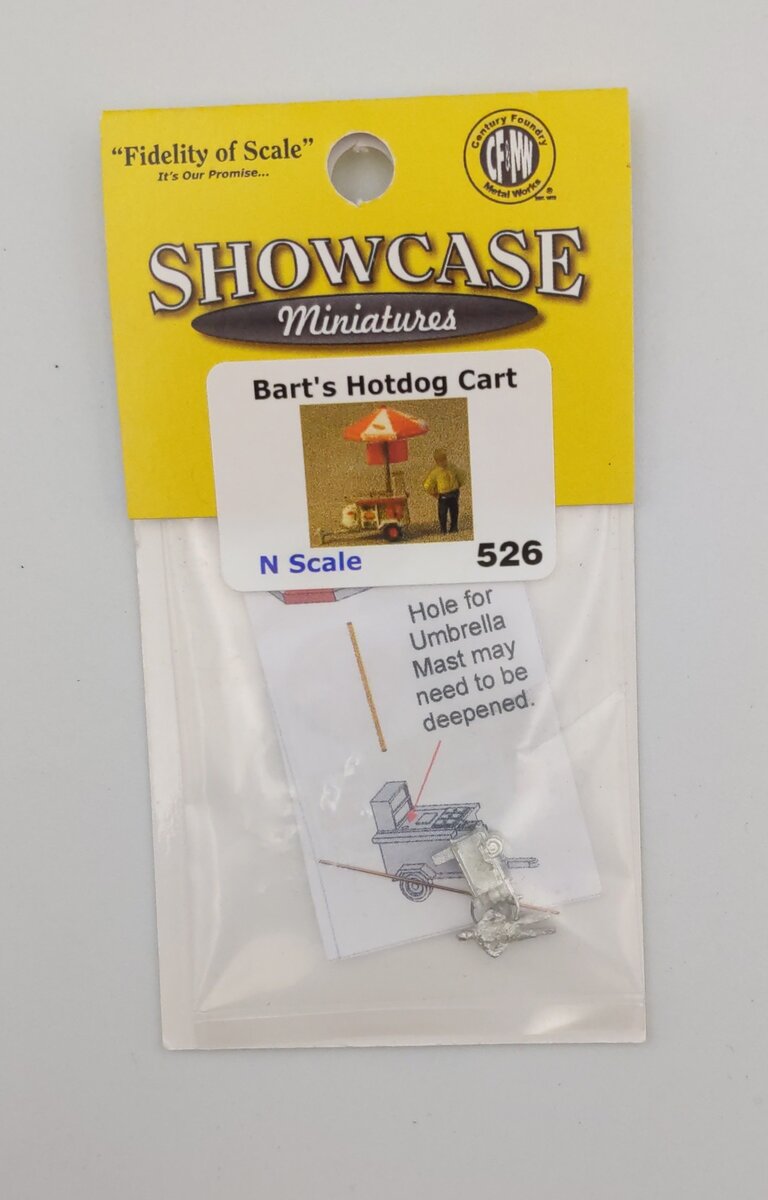 “Fidelity of Scale”
It's Our Promise...
Century Foundry
CF&MW
Metal Works
®
SHOWCASE
Miniatures
Bart's Hotdog Cart
N Scale
526
Hole for
Umbrella
Mast may
need to be
deepened.